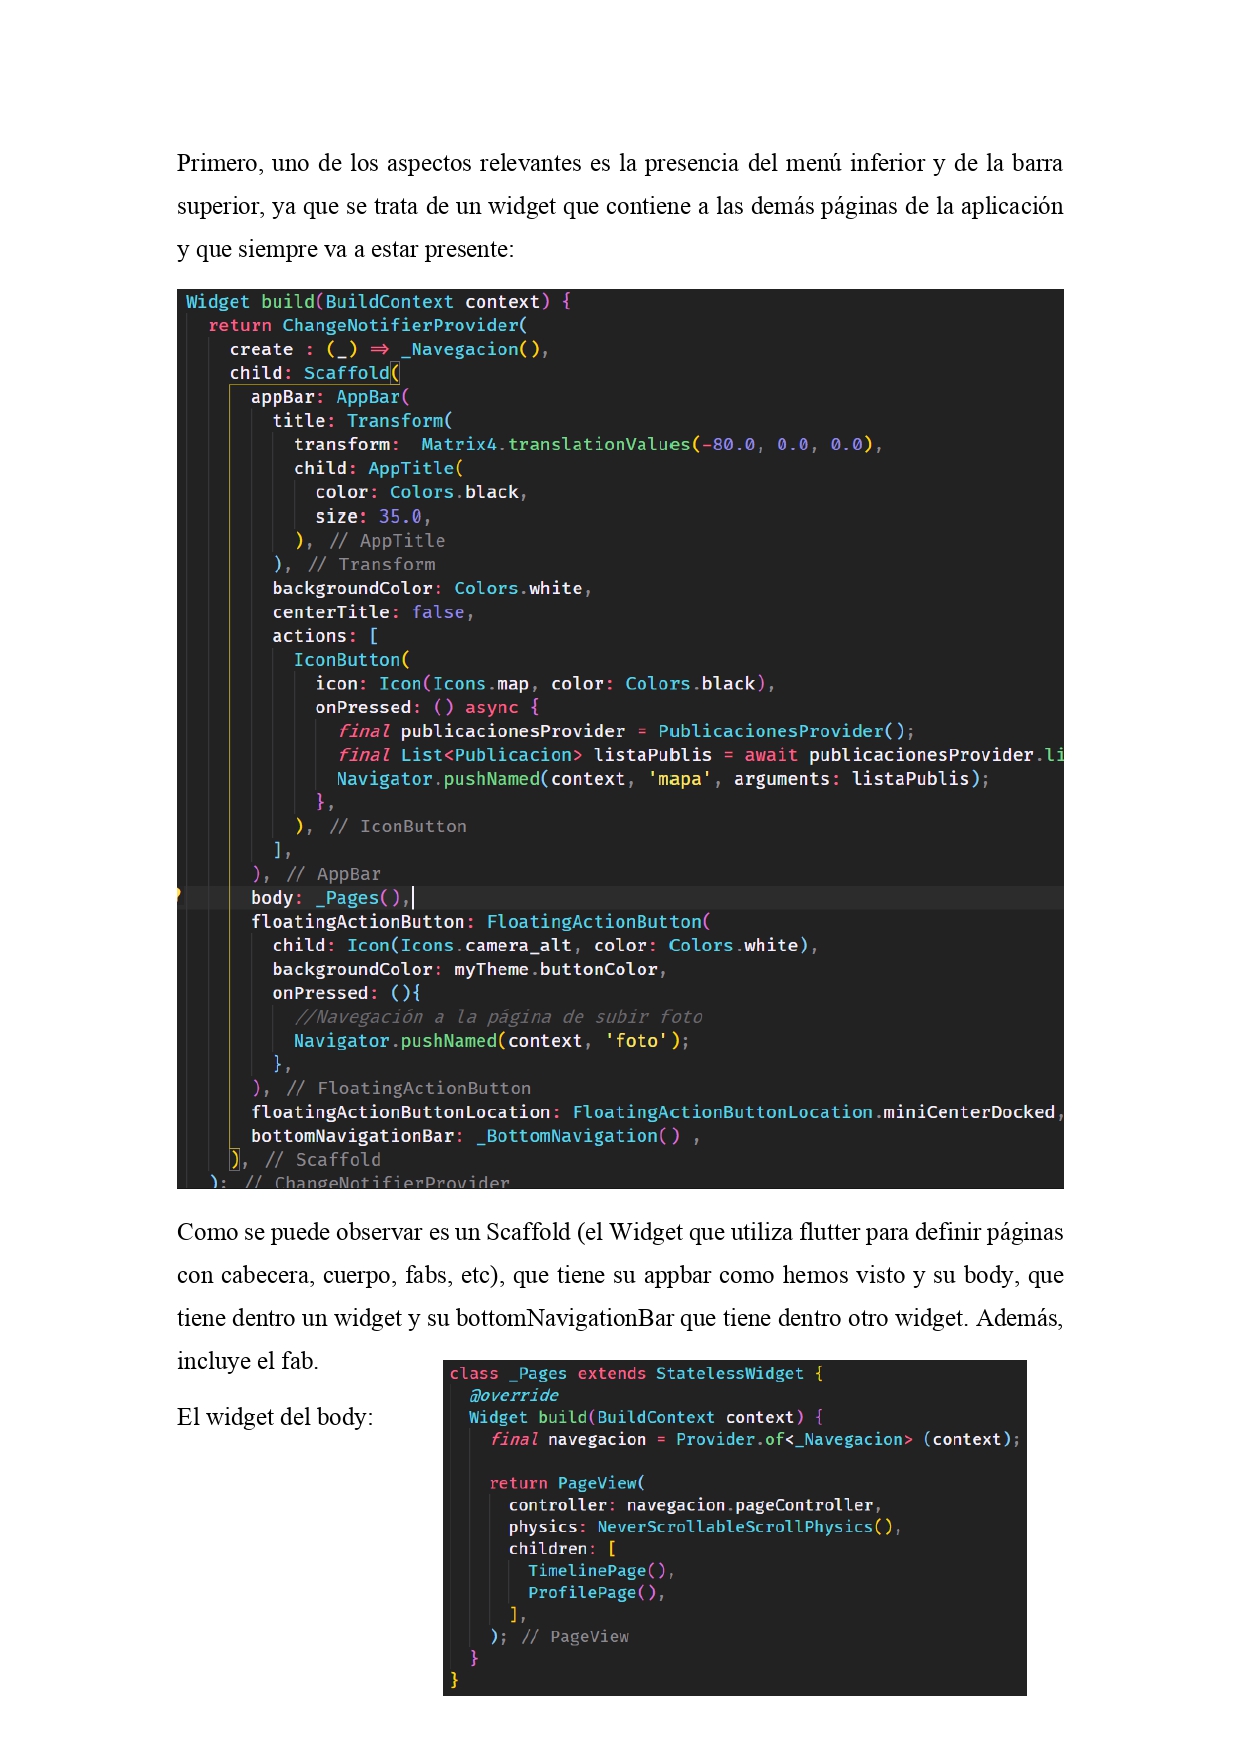 Primero, uno de los aspectos relevantes es la presencia del menú inferior y de la barra
superior, ya que se trata de un widget que contiene a las demás páginas de la aplicación
y que siempre va a estar presente:
Widget build(BuildContext context) {
return ChangeNotifierProvider(
create : (_) => _Navegacion(),
child: Scaffold(
appBar: AppBar(
title: Transform(
transform:  Matrix4.translationValues(-80.0, 0.0, 0.0),
child: AppTitle(
color: Colors.black,
size: 35.0,
), // AppTitle
), // Transform
backgroundColor: Colors.white,
centerTitle: false,
actions: [
IconButton(
icon: Icon(Icons.map, color: Colors.black),
onPressed: () async {
final publicacionesProvider = PublicacionesProvider();
final List<Publicacion> listaPublis = await publicacionesProvider.li
Navigator.pushNamed(context, 'mapa', arguments: listaPublis);
},
), // IconButton
],
), // AppBar
body: _Pages(),
floatingActionButton: FloatingActionButton(
child: Icon(Icons.camera_alt, color: Colors.white),
backgroundColor: myTheme.buttonColor,
onPressed: (){
//Navegación a la página de subir foto
Navigator.pushNamed(context, 'foto');
},
), // FloatingActionButton
floatingActionButtonLocation: FloatingActionButtonLocation.miniCenterDocked,
bottomNavigationBar: _BottomNavigation() ,
), // Scaffold
); // ChangeNotifierProvider
Como se puede observar es un Scaffold (el Widget que utiliza flutter para definir páginas
con cabecera, cuerpo, fabs, etc), que tiene su appbar como hemos visto y su body, que
tiene dentro un widget y su bottomNavigationBar que tiene dentro otro widget. Además,
incluye el fab.
El widget del body:
class _Pages extends StatelessWidget {
@override
Widget build(BuildContext context) {
final navegacion = Provider.of<_Navegacion> (context);
return PageView(
controller: navegacion.pageController,
physics: NeverScrollableScrollPhysics(),
children: [
TimelinePage(),
ProfilePage(),
],
); // PageView
}
}